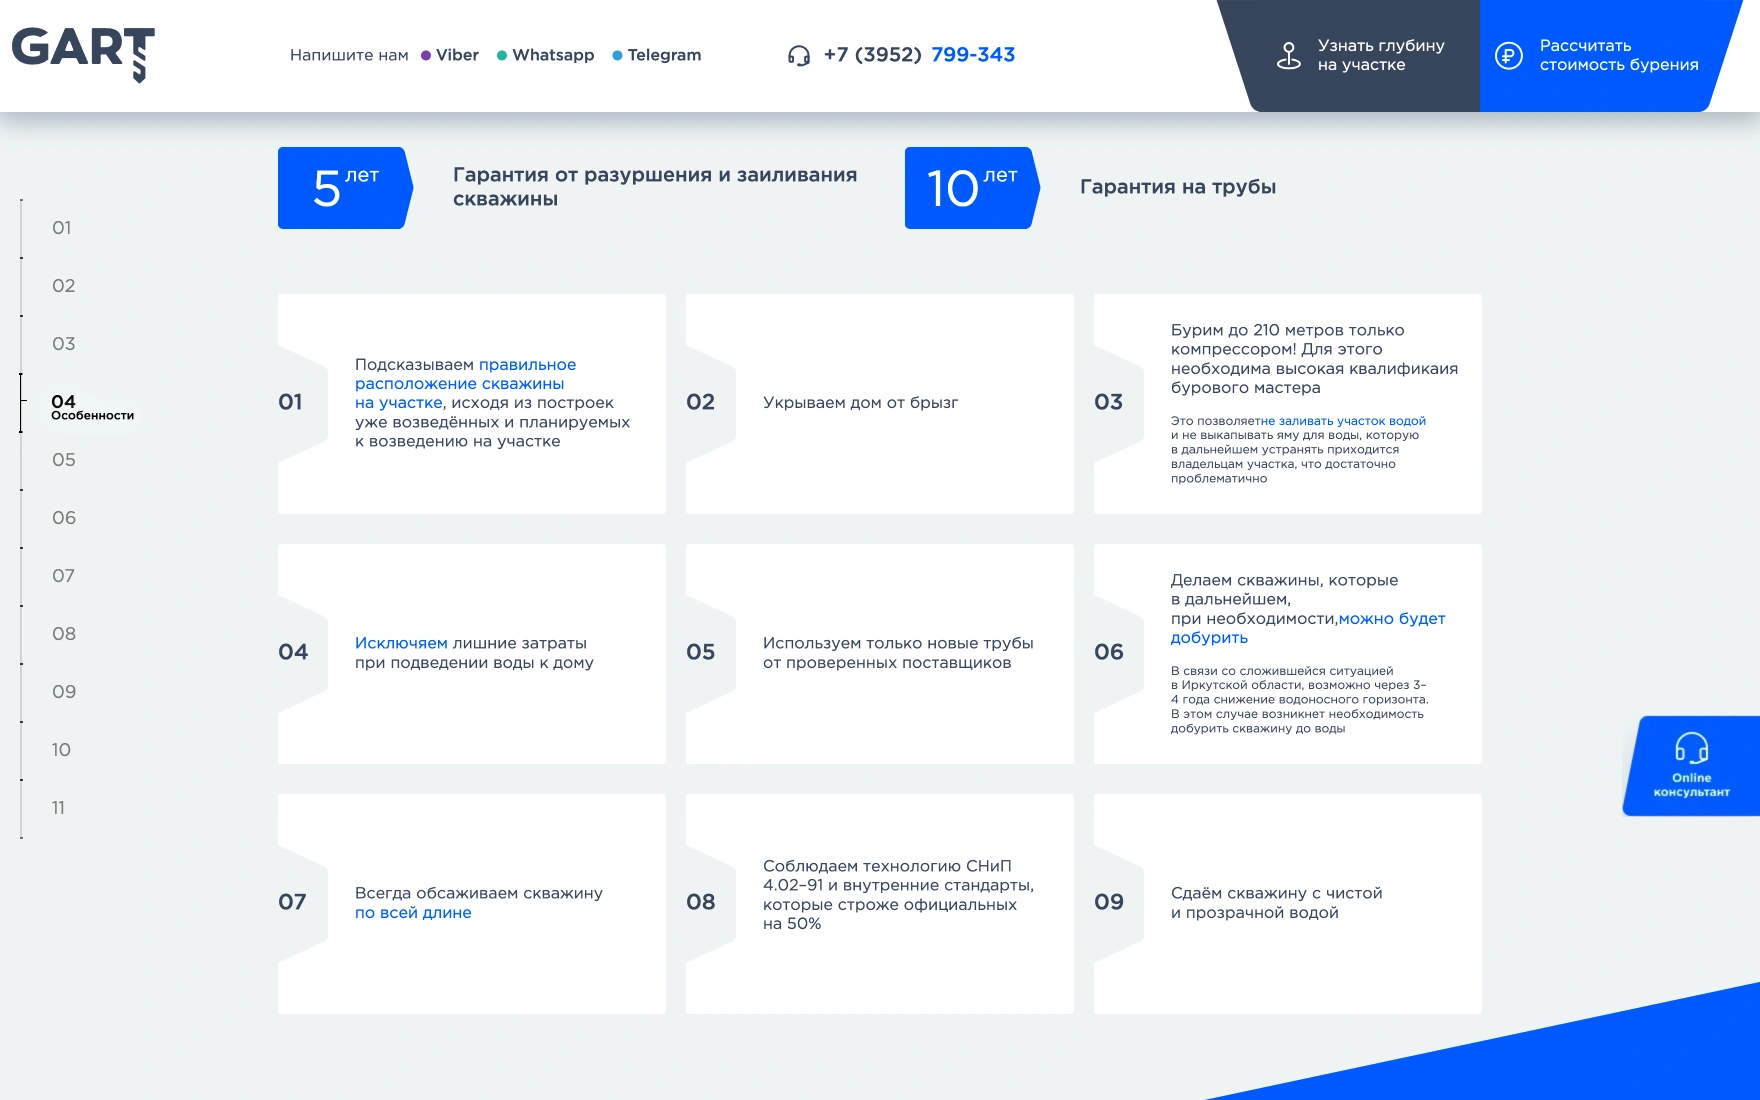 GART
Напишите нам Viber Whatsapp Telegram
+7 (3952) 799-343
Узнать глубину
на участке
Рассчитать
стоимость бурения
5 лет
Гарантия от разуршения и заиливания
скважины
10 лет
Гарантия на трубы
01
02
03
04
Особенности
05
06
07
08
09
10
11
01
Подсказываем правильное
расположение скважины
на участке, исходя из построек
уже возведённых и планируемых
к возведению на участке
02
Укрываем дом от брызг
03
Бурим до 210 метров только
компрессором! Для этого
необходима высокая квалификаия
бурового мастера
Это позволяетне заливать участок водой
и не выкапывать яму для воды, которую
в дальнейшем устранять приходится
владельцам участка, что достаточно
проблематично
04
Исключяем лишние затраты
при подведении воды к дому
05
Используем только новые трубы
от проверенных поставщиков
06
Делаем скважины, которые
в дальнейшем,
при необходимости,можно будет
добурить
В связи со сложившейся ситуацией
в Иркутской области, возможно через 3–
4 года снижение водоносного горизонта.
В этом случае возникнет необходимость
добурить скважину до воды
07
Всегда обсаживаем скважину
по всей длине
08
Соблюдаем технологию СНиП
4.02–91 и внутренние стандарты,
которые строже официальных
на 50%
09
Сдаём скважину с чистой
и прозрачной водой
Online
консультант